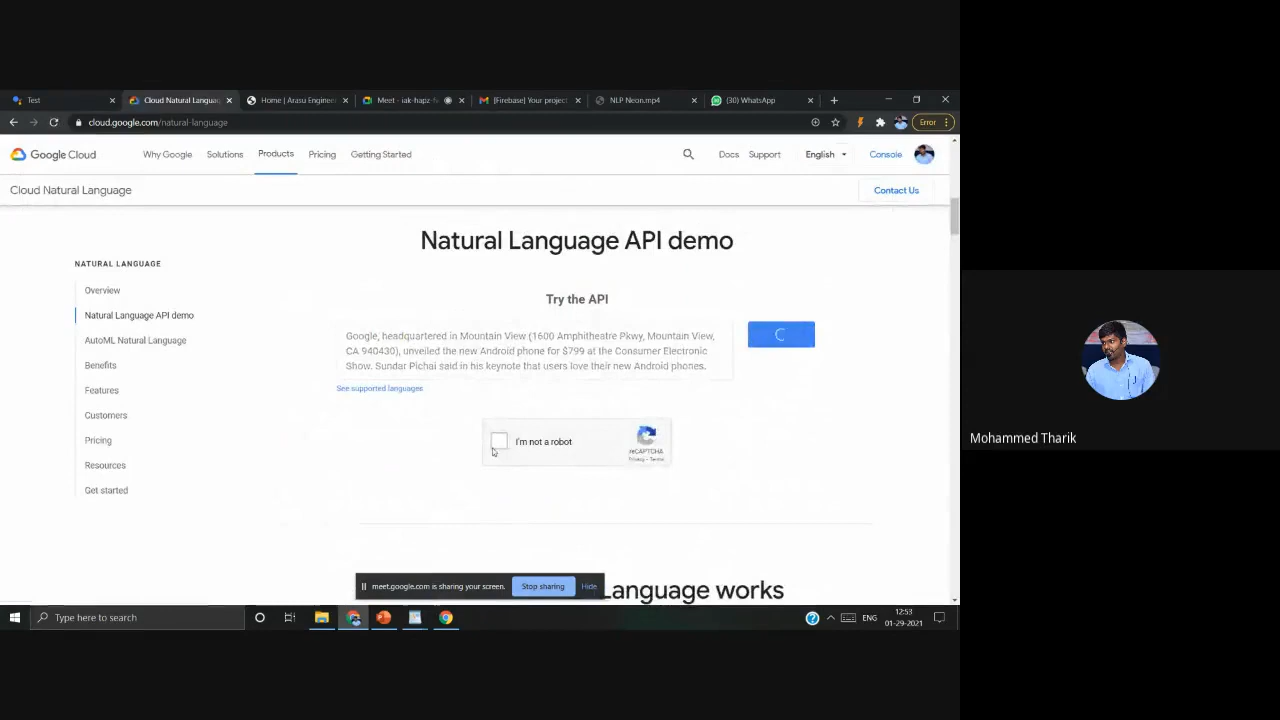 Test
Cloud Natural Languag
Home | Arasu Enginee
Meet - iak-hapz-
[Firebase] Your project
NLP Neon.mp4
(30) WhatsApp
cloud.google.com/natural-language
Error
Google Cloud
Why Google
Solutions
Products
Pricing
Getting Started
Docs
Support
English
Console
Cloud Natural Language
Contact Us
Natural Language API demo
NATURAL LANGUAGE
Overview
Natural Language API demo
AutoML Natural Language
Benefits
Features
Customers
Pricing
Resources
Get started
Try the API
Google, headquartered in Mountain View (1600 Amphitheatre Pkwy, Mountain View,
CA 940430), unveiled the new Android phone for $799 at the Consumer Electronic
Show. Sundar Pichai said in his keynote that users love their new Android phones.
See supported languages
I'm not a robot
reCAPTCHA
Privacy - Terms
Language works
meet.google.com is sharing your screen.
Stop sharing
Hide
Mohammed Tharik
Type here to search
ENG
12:53
01-29-2021